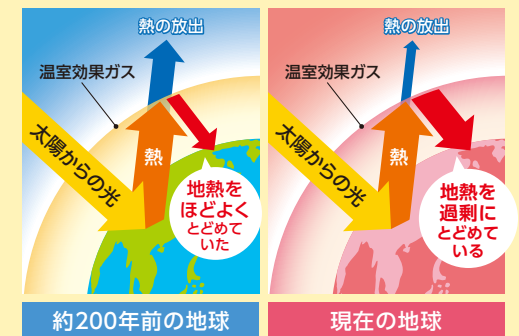 熱の放出
温室効果ガス
太陽からの光
熱
地熱を
ほどよく
とどめて
いた
約200年前の地球
熱の放出
温室効果ガス
太陽からの光
熱
地熱を
過剰に
とどめて
いる
現在の地球